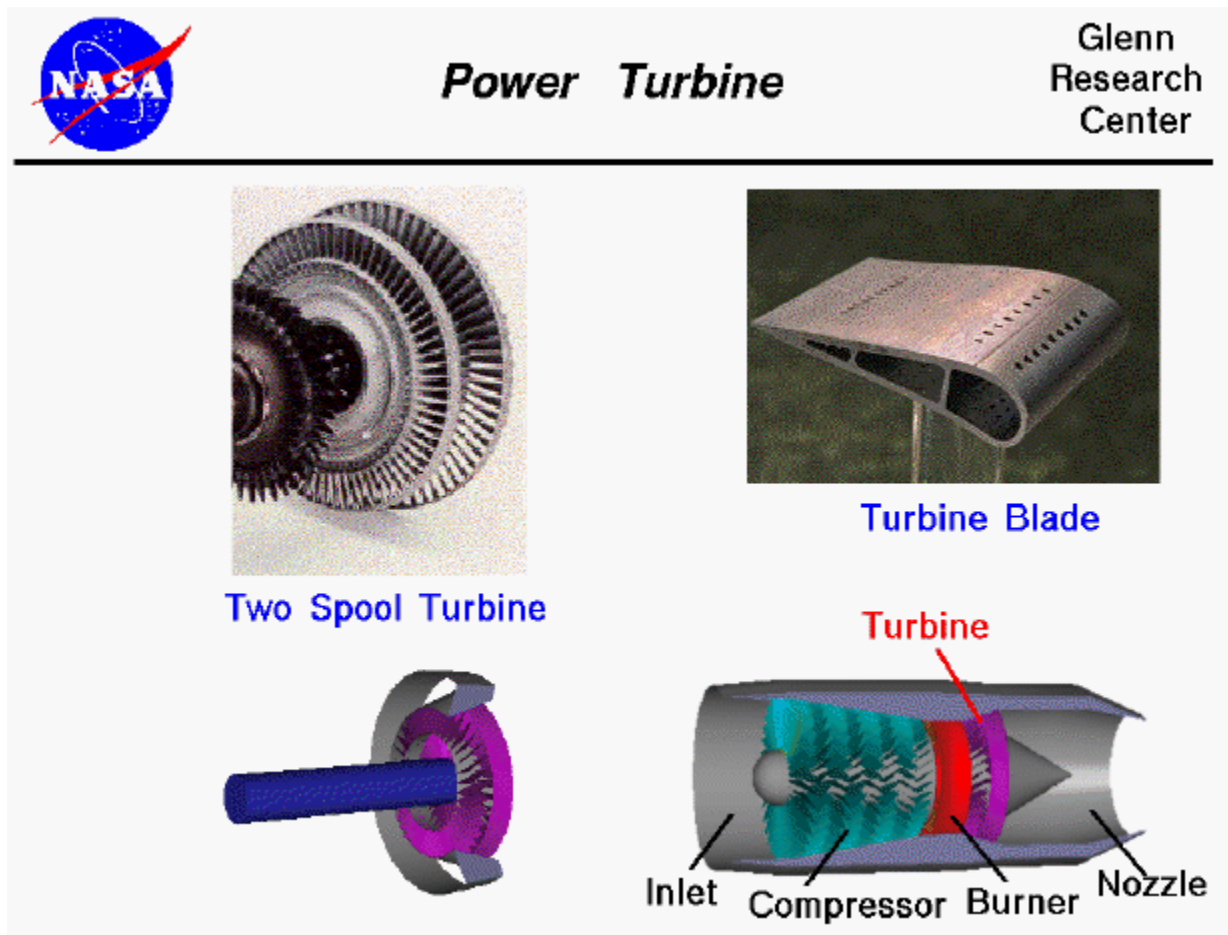 NASA
Power Turbine
Glenn
Research
Center
Two Spool Turbine
Turbine Blade
Turbine
Inlet
Compressor
Burner
Nozzle